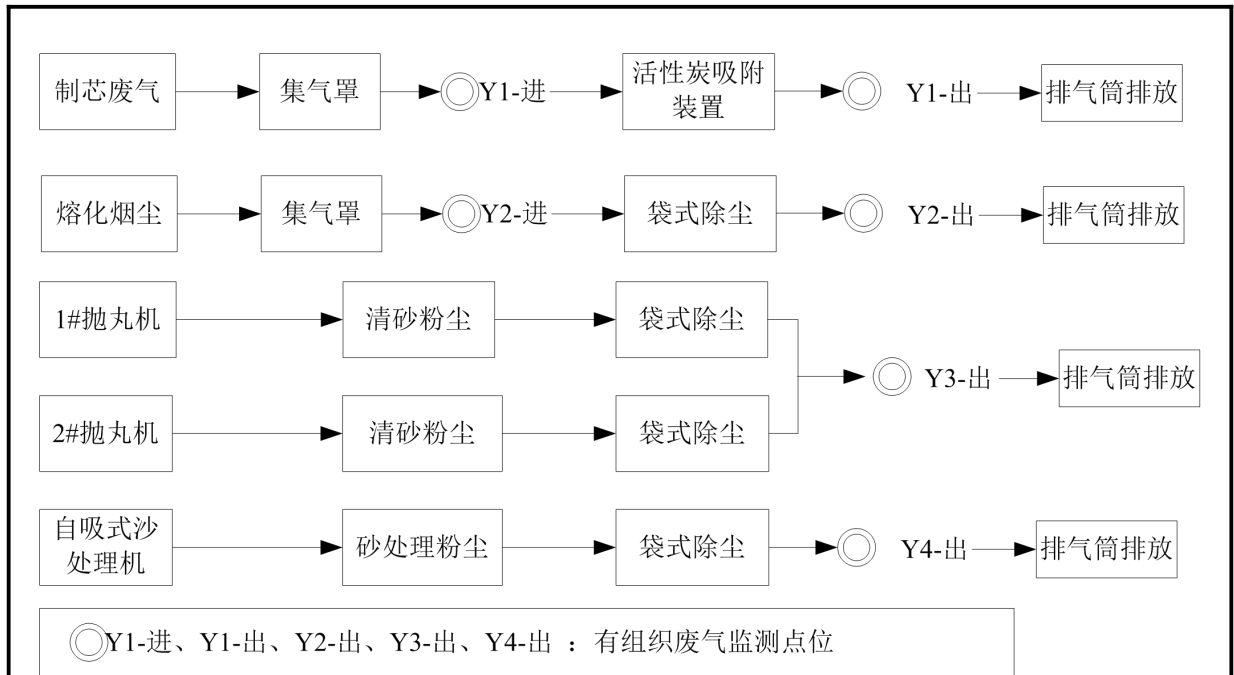 制芯废气
集气罩
Y1-进
活性炭吸附
装置
Y1-出
排气筒排放
熔化烟尘
集气罩
Y2-进
袋式除尘
Y2-出
排气筒排放
1#抛丸机
清砂粉尘
袋式除尘
2#抛丸机
清砂粉尘
袋式除尘
Y3-出
排气筒排放
自吸式沙
处理机
砂处理粉尘
袋式除尘
Y4-出
排气筒排放
Y1-进、Y1-出、Y2-出、Y3-出、Y4-出 ：有组织废气监测点位